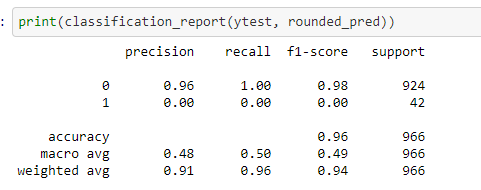 : print(classification_report(ytest, rounded_pred))
precision recall f1-score support
0 0.96 1.00 0.98 924
1 0.00 0.00 0.00 42
accuracy 0.96 966
macro avg 0.48 0.50 0.49 966
weighted avg 0.91 0.96 0.94 966